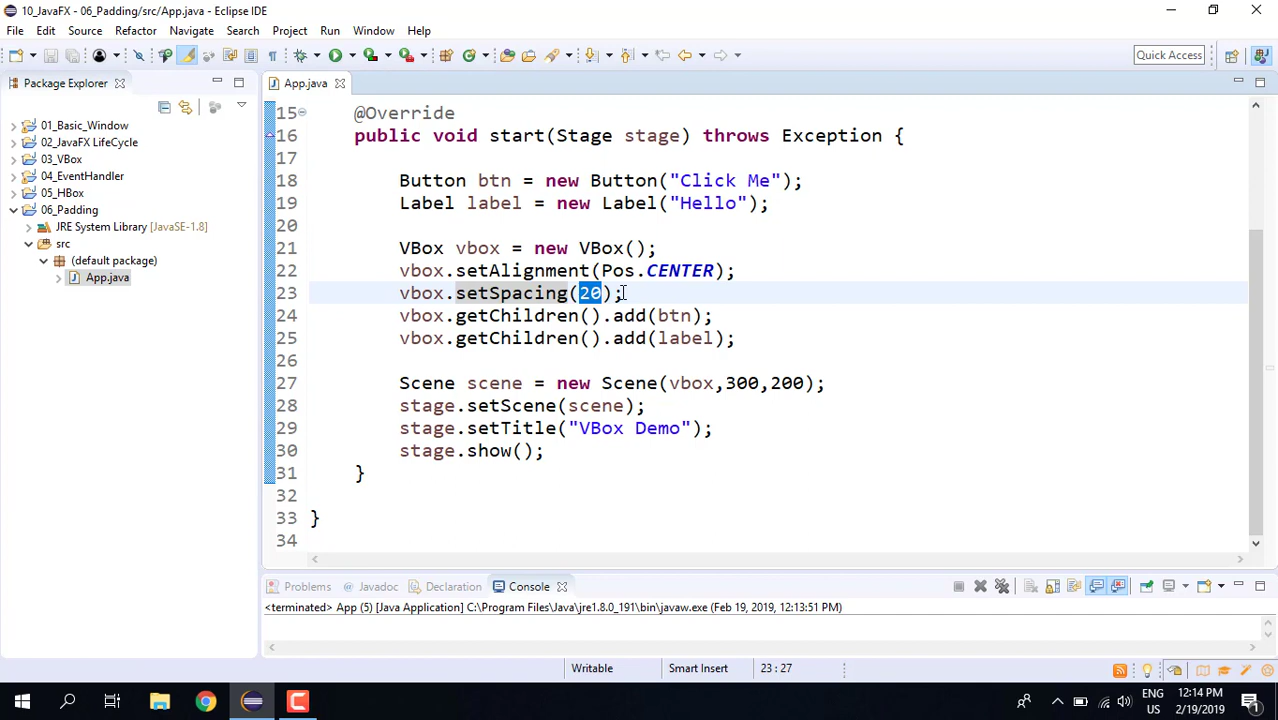 10_JavaFX - 06_Padding/src/App.java - Eclipse IDE
File Edit Source Refactor Navigate Search Project Run Window Help
Quick Access
Package Explorer
App.java
01_Basic_Window
02_JavaFX LifeCycle
03_VBox
04_EventHandler
05_HBox
06_Padding
JRE System Library [JavaSE-1.8]
src
(default package)
App.java
15 @Override
16 public void start(Stage stage) throws Exception {
17
18 Button btn = new Button("Click Me");
19 Label label = new Label("Hello");
20
21 VBox vbox = new VBox();
22 vbox.setAlignment(Pos.CENTER);
23 vbox.setSpacing(20);
24 vbox.getChildren().add(btn);
25 vbox.getChildren().add(label);
26
27 Scene scene = new Scene(vbox,300,200);
28 stage.setScene(scene);
29 stage.setTitle("VBox Demo");
30 stage.show();
31 }
32
33 }
34
Problems Javadoc Declaration Console
<terminated> App (5) [Java Application] C:\Program Files\Java\jre1.8.0_191\bin\javaw.exe (Feb 19, 2019, 12:13:51 PM)
Writable Smart Insert 23 : 27
ENG
US
12:14 PM
2/19/2019
1